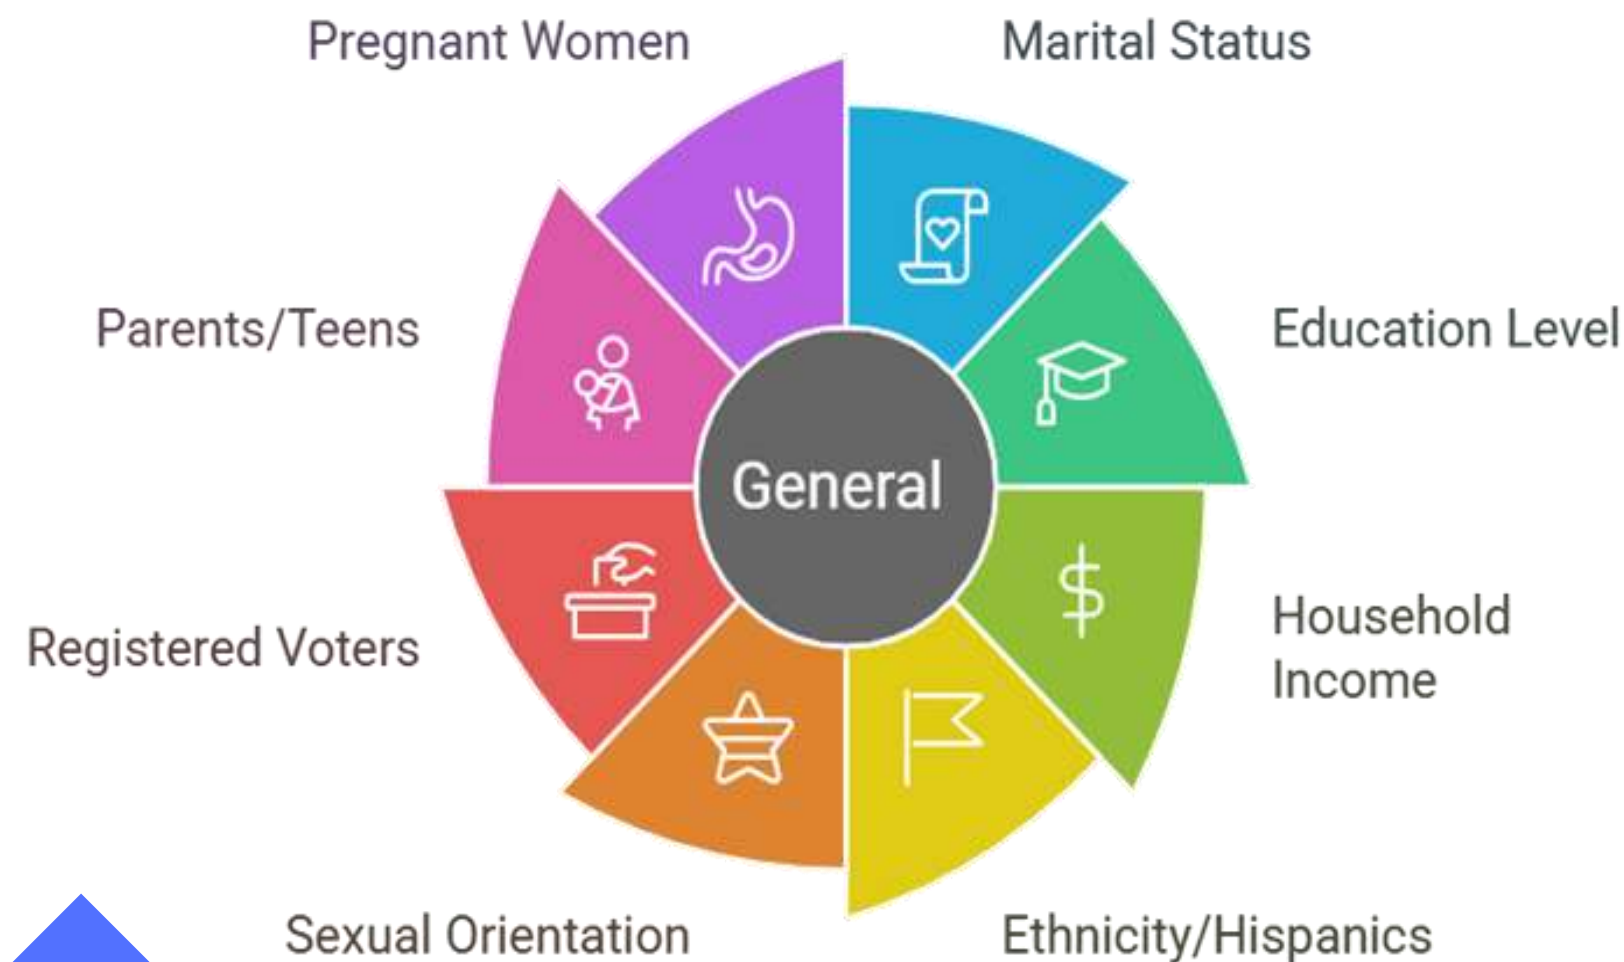 Pregnant Women
Marital Status
Parents/Teens
Education Level
General
Registered Voters
Household
Income
Sexual Orientation
Ethnicity/Hispanics